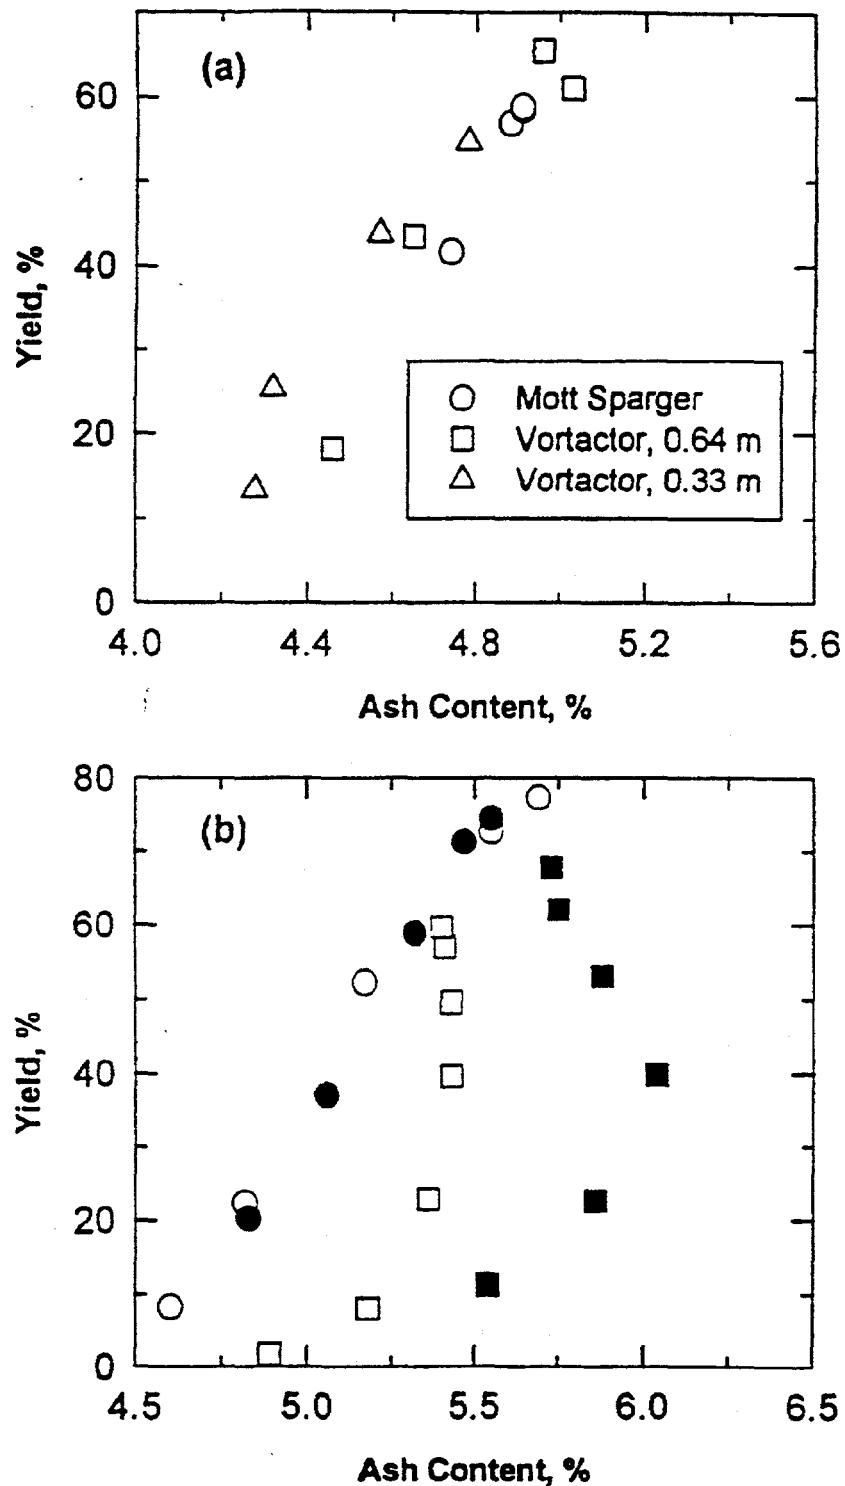 (a)
60
40
20
0
Yield, %
Mott Sparger
Vortactor, 0.64 m
Vortactor, 0.33 m
4.0 4.4 4.8 5.2 5.6
Ash Content, %
(b)
80
60
40
20
0
Yield, %
4.5 5.0 5.5 6.0 6.5
Ash Content, %